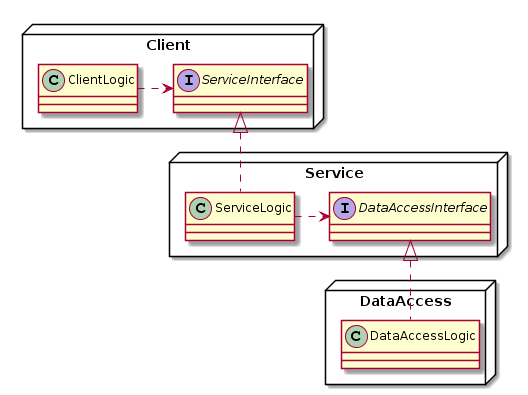 Client
C ClientLogic
I ServiceInterface
Service
C ServiceLogic
I DataAccessInterface
DataAccess
C DataAccessLogic